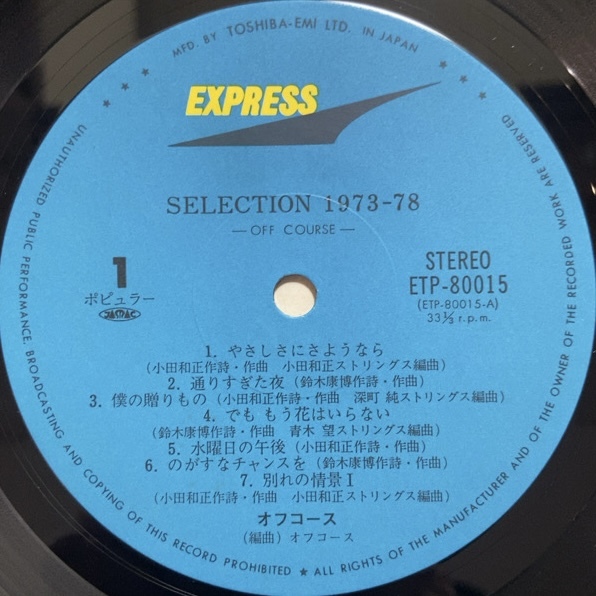 MFD. BY TOSHIBA-EMI LTD. IN JAPAN
EXPRESS
SELECTION 1973-78
— OFF COURSE —
1
ポピュラー
JASRAC
STEREO
ETP-80015
(ETP-80015-A)
33⅓ r.p.m.
1. やさしさにさようなら
(小田和正作詩・作曲 小田和正ストリングス編曲)
2. 通りすぎた夜 (鈴木康博作詩・作曲)
3. 僕の贈りもの (小田和正作詩・作曲 深町 純ストリングス編曲)
4. でも もう花はいらない
(鈴木康博作詩・作曲 青木 望ストリングス編曲)
5. 水曜日の午後 (小田和正作詩・作曲)
6. のがすなチャンスを (鈴木康博作詩・作曲)
7. 別れの情景 I
(小田和正作詩・作曲 小田和正ストリングス編曲)
オフコース
(編曲) オフコース
UNAUTHORIZED PUBLIC PERFORMANCE, BROADCASTING AND COPYING OF THIS RECORD PROHIBITED ★ ALL RIGHTS OF THE MANUFACTURER AND OF THE OWNER OF THE RECORDED WORK ARE RESERVED